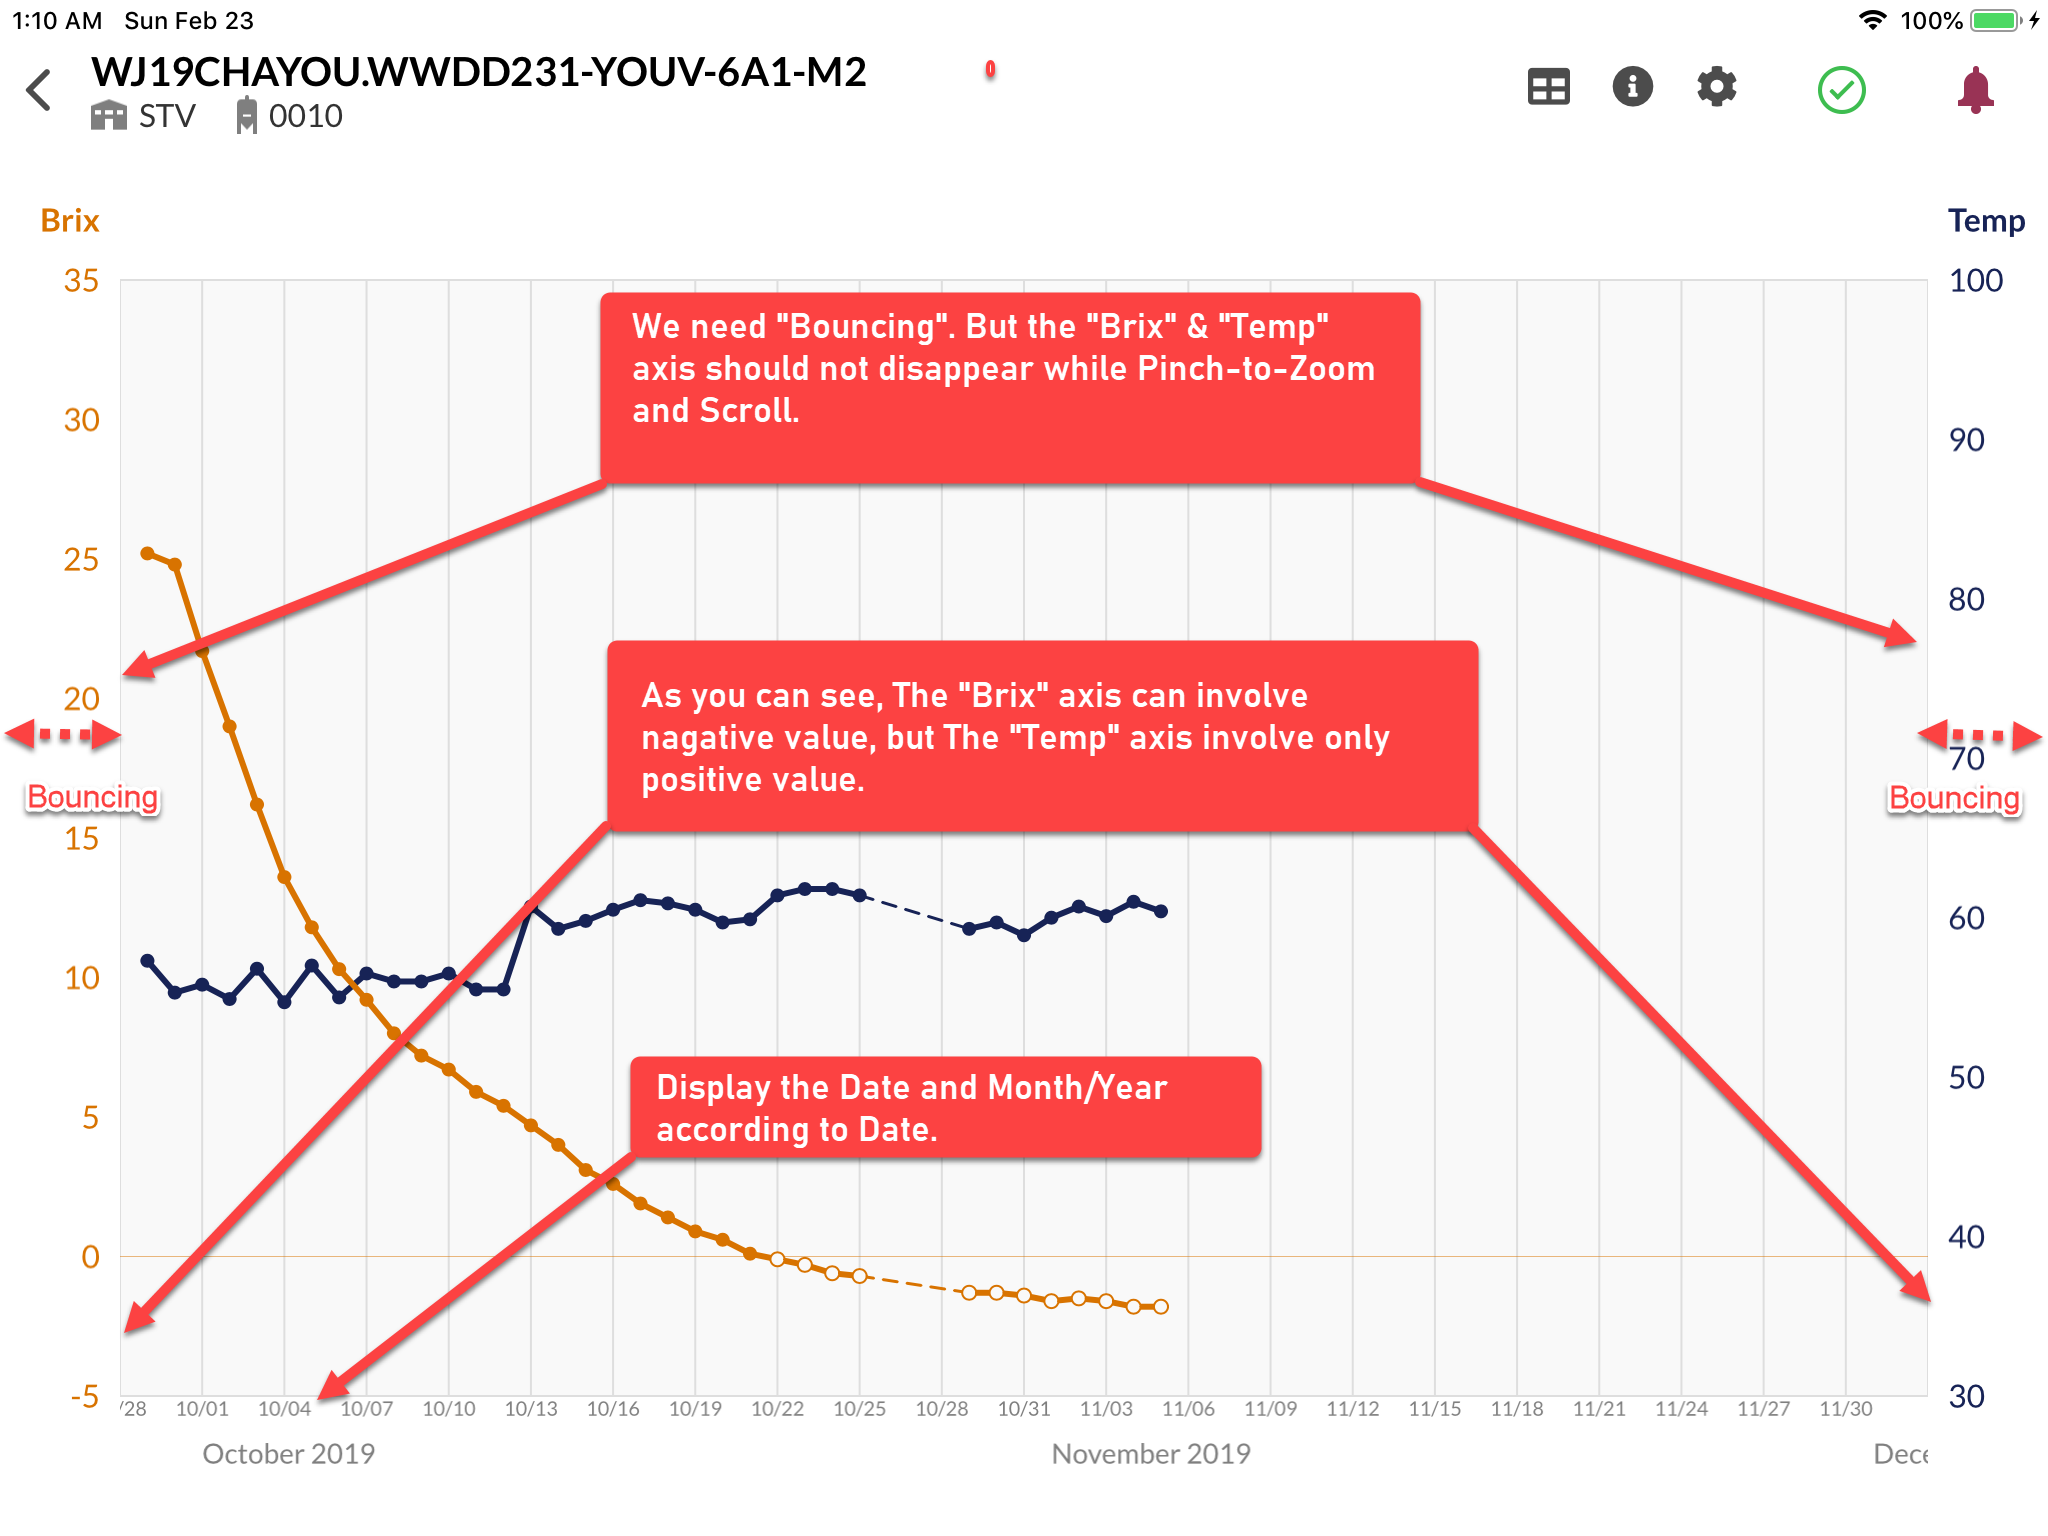 1:10 AM Sun Feb 23
100%
WJ19CHAYOU.WWDD231-YOUV-6A1-M2
0
STV 0010
Brix
Temp
35
100
We need "Bouncing". But the "Brix" & "Temp"
axis should not disappear while Pinch-to-Zoom
and Scroll.
30
90
25
80
20
As you can see, The "Brix" axis can involve
nagative value, but The "Temp" axis involve only
positive value.
70
Bouncing
Bouncing
15
60
10
50
Display the Date and Month/Year
according to Date.
5
40
0
-5
30
/28 10/01 10/04 10/07 10/10 10/13 10/16 10/19 10/22 10/25 10/28 10/31 11/03 11/06 11/09 11/12 11/15 11/18 11/21 11/24 11/27 11/30
October 2019 November 2019 Dece